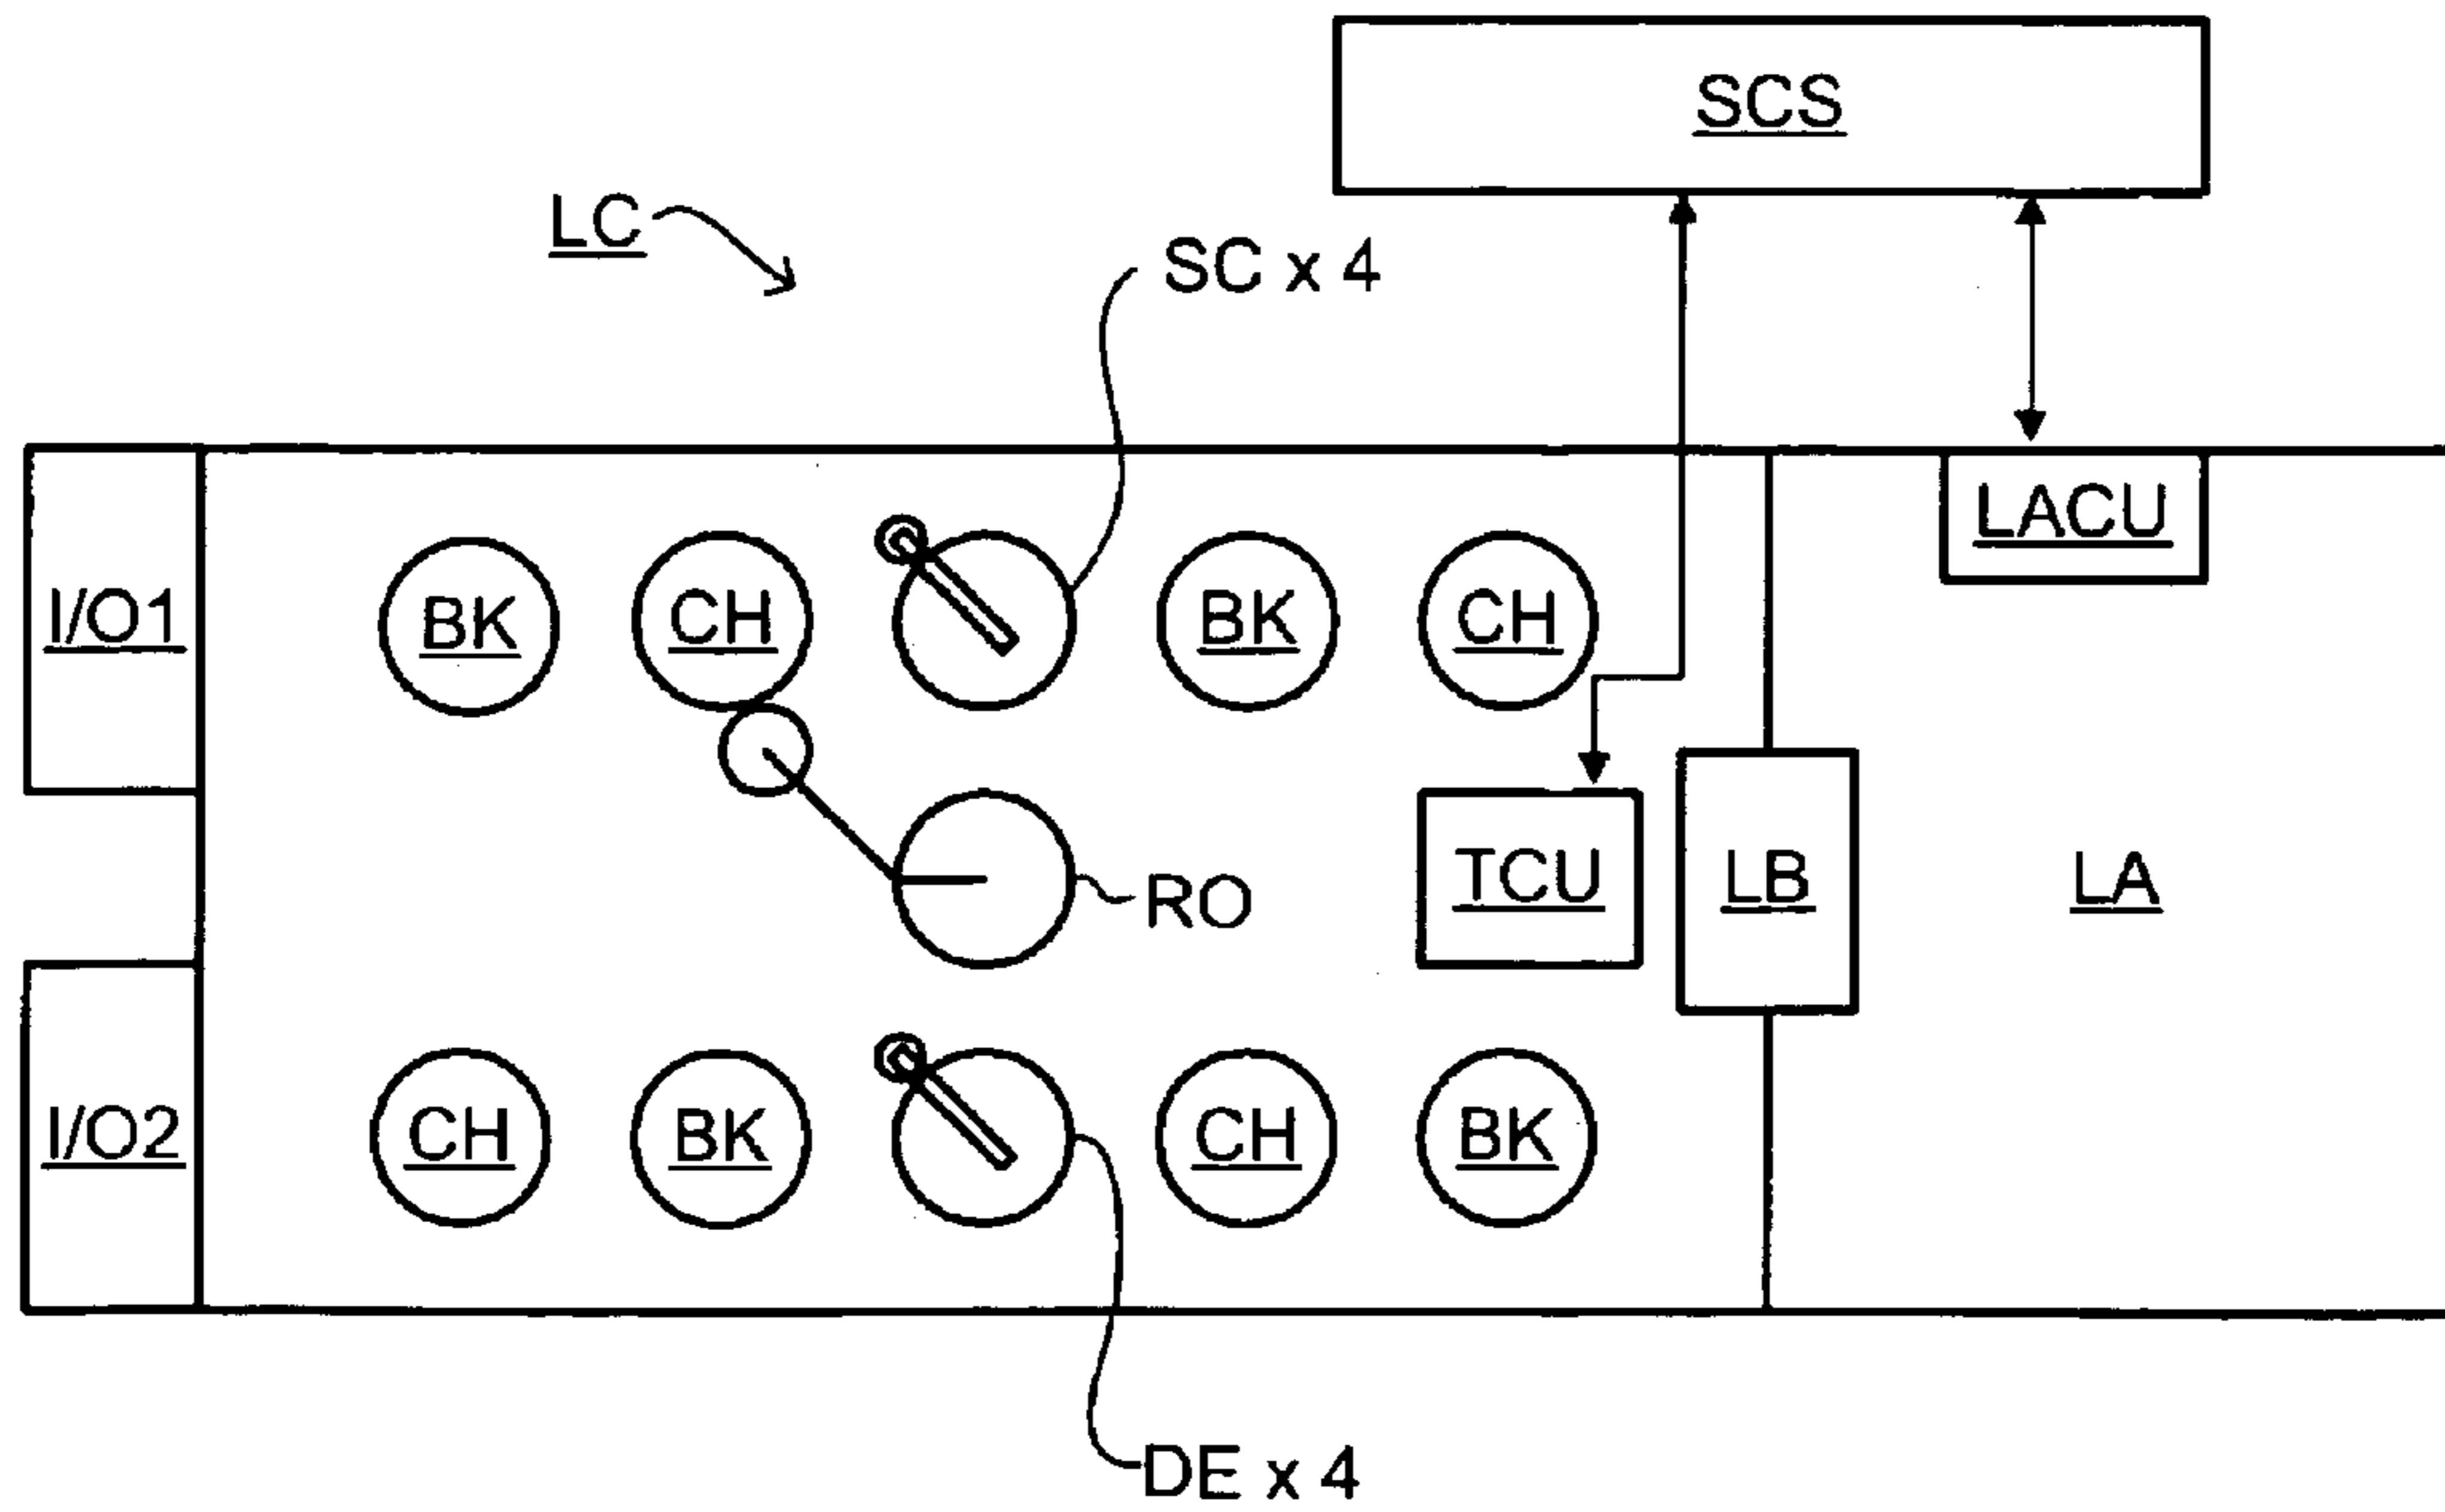 SCS
LC
SC x 4
LACU
I/O1
BK
CH
BK
CH
TCU
LB
LA
RO
I/O2
CH
BK
CH
BK
DE x 4